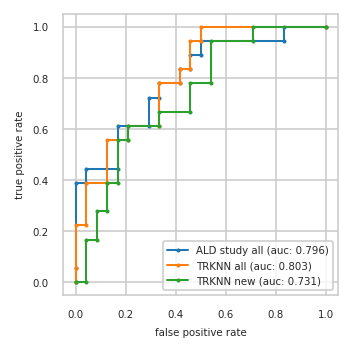 1.0
0.8
0.6
0.4
0.2
0.0
true positive rate
ALD study all (auc: 0.796)
TRKNN all (auc: 0.803)
TRKNN new (auc: 0.731)
0.0 0.2 0.4 0.6 0.8 1.0
false positive rate